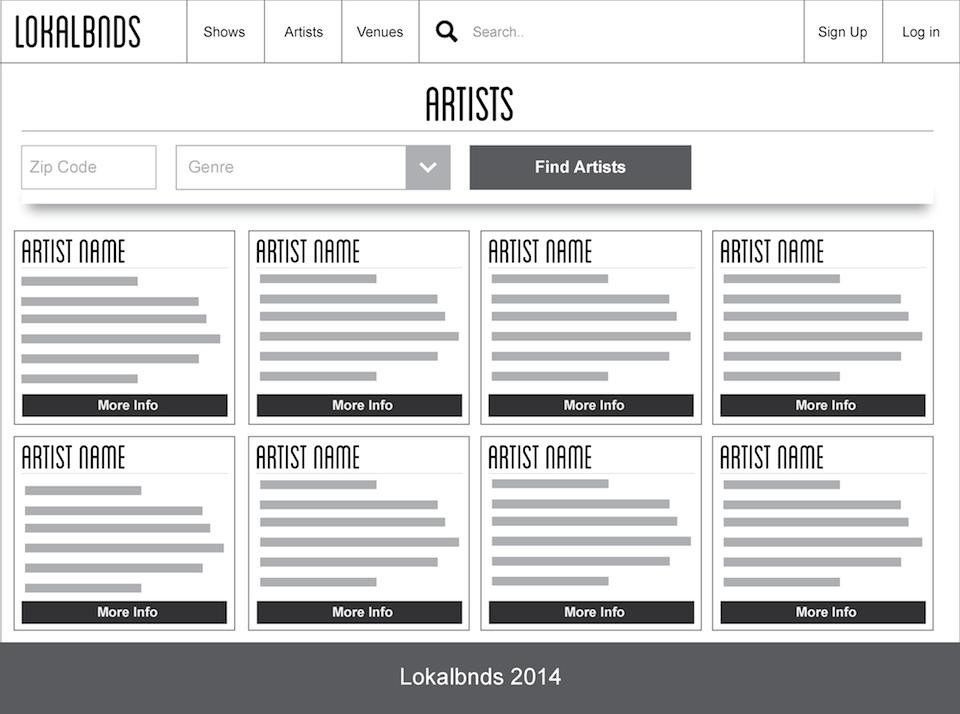 LOKALBNDS Shows Artists Venues Search.. Sign Up Log in
ARTISTS
Zip Code Genre Find Artists
ARTIST NAME ARTIST NAME ARTIST NAME ARTIST NAME
More Info More Info More Info More Info
ARTIST NAME ARTIST NAME ARTIST NAME ARTIST NAME
More Info More Info More Info More Info
Lokalbnds 2014